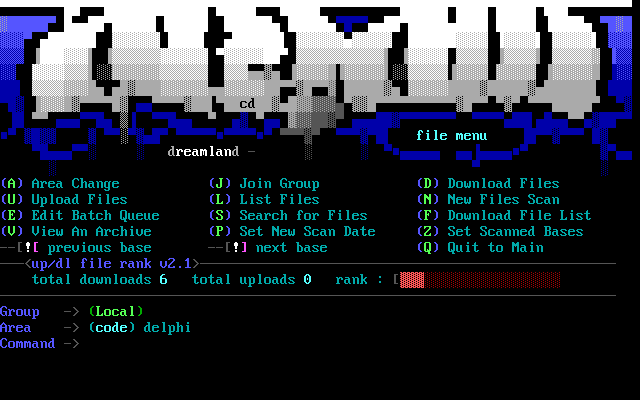 cd
file menu
dreamland -
(A) Area Change (J) Join Group (D) Download Files
(U) Upload Files (L) List Files (N) New Files Scan
(E) Edit Batch Queue (S) Search for Files (F) Download File List
(V) View An Archive (P) Set New Scan Date (Z) Set Scanned Bases
--[![ previous base --[!] next base (Q) Quit to Main
<up/dl file rank v2.1>
total downloads 6 total uploads 0 rank : [
Group -> (Local)
Area -> (code) delphi
Command ->